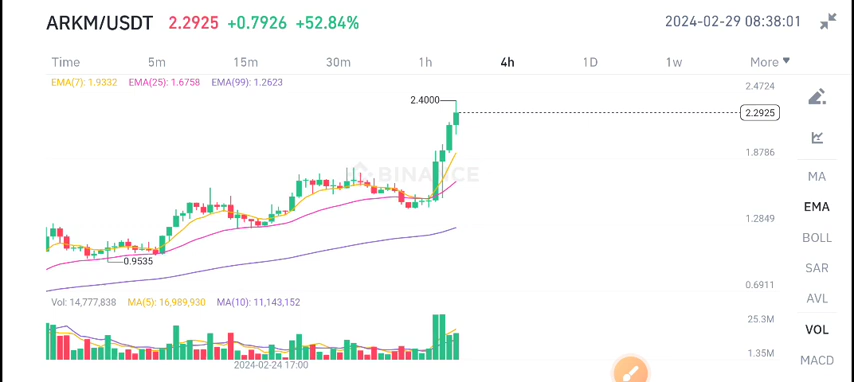 ARKM/USDT 2.2925 +0.7926 +52.84% 2024-02-29 08:38:01
Time 5m 15m 30m 1h 4h 1D 1w More
EMA(7): 1.9332 EMA(25): 1.6758 EMA(99): 1.2623
2.4724
2.4000
2.2925
1.8786
BINANCE
1.2849
0.9535
0.6911
Vol: 14,777,838 MA(5): 16,989,930 MA(10): 11,143,152
25.3M
1.35M
2024-02-24 17:00
MA
EMA
BOLL
SAR
AVL
VOL
MACD